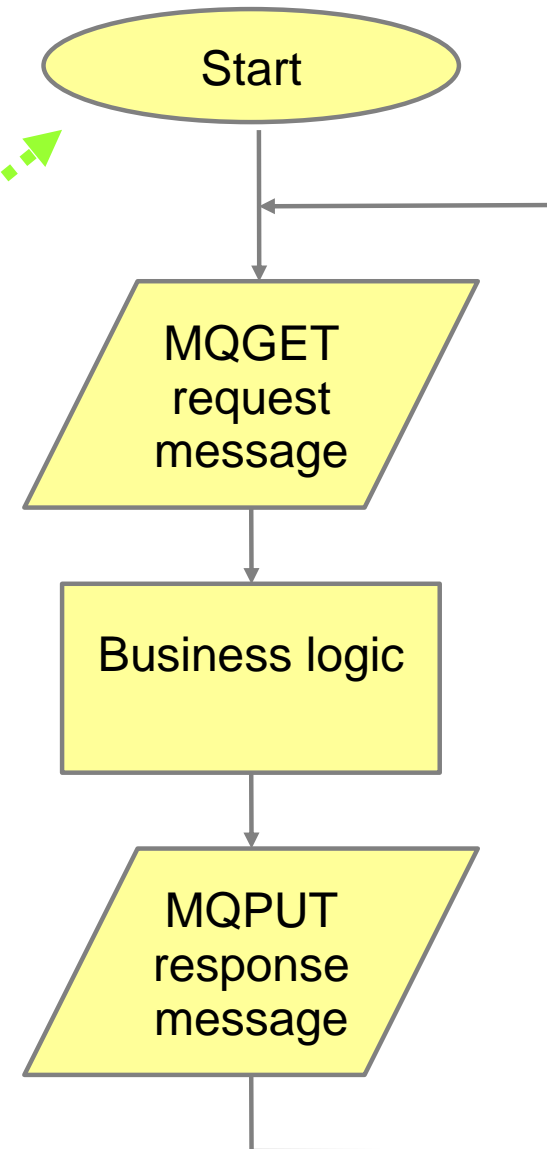 Start
MQGET
request
message
Business logic
MQPUT
response
message